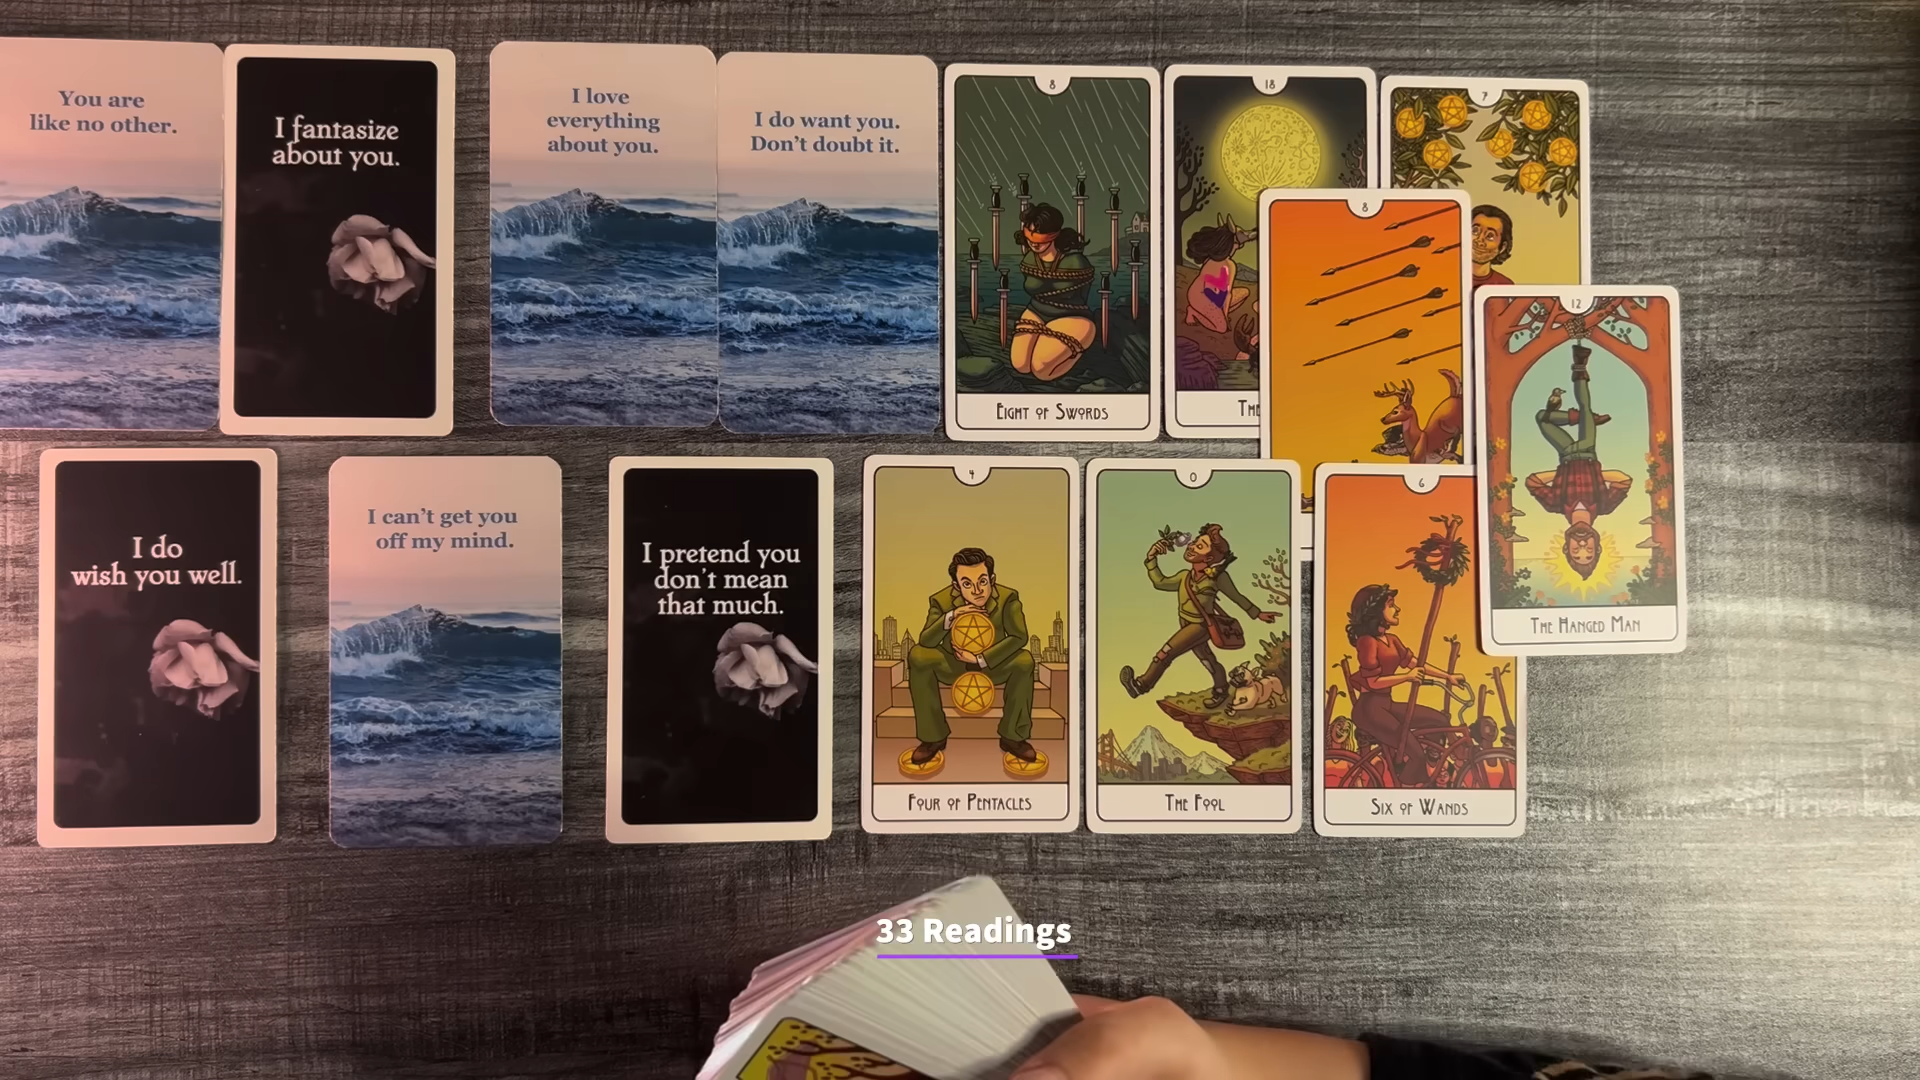 You are
like no other.
I fantasize
about you.
I love
everything
about you.
I do want you.
Don't doubt it.
8
Eight of Swords
18
The
7
8
12
The Hanged Man
I do
wish you well.
I can't get you
off my mind.
I pretend you
don't mean
that much.
4
Four of Pentacles
0
The Fool
6
Six of Wands
33 Readings